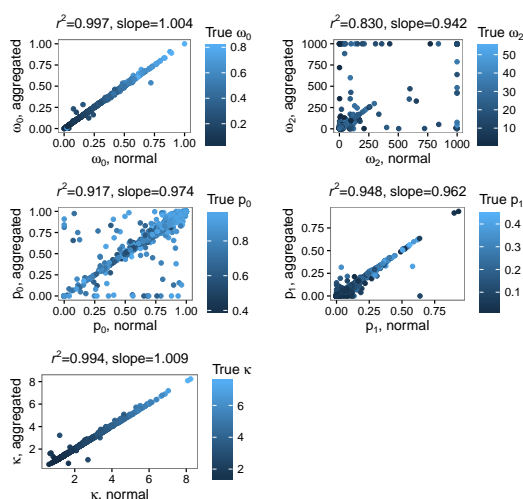 r²=0.997, slope=1.004
True ω₀
1.00
0.75
0.50
0.25
0.00
ω₀, aggregated
0.00 0.25 0.50 0.75 1.00
ω₀, normal
0.8
0.6
0.4
0.2
r²=0.830, slope=0.942
True ω₂
1000
750
500
250
0
ω₂, aggregated
0 250 500 750 1000
ω₂, normal
50
40
30
20
10
r²=0.917, slope=0.974
True p₀
1.00
0.75
0.50
0.25
0.00
p₀, aggregated
0.00 0.25 0.50 0.75 1.00
p₀, normal
0.8
0.6
0.4
r²=0.948, slope=0.962
True p₁
0.75
0.50
0.25
0.00
p₁, aggregated
0.00 0.25 0.50 0.75
p₁, normal
0.4
0.3
0.2
0.1
r²=0.994, slope=1.009
True κ
8
6
4
2
κ, aggregated
2 4 6 8
κ, normal
6
4
2